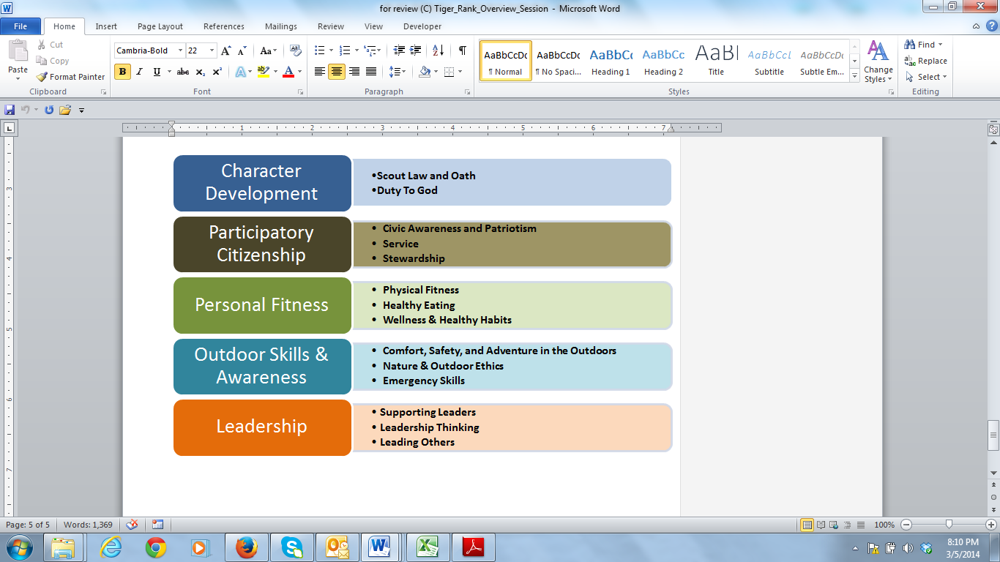 for review (C) Tiger_Rank_Overview_Session - Microsoft Word
File Home Insert Page Layout References Mailings Review View Developer
Paste
Cut
Copy
Format Painter
Clipboard
Cambria-Bold 22
Font
Paragraph
AaBbCcDc AaBbCcDc AaBbCc AaBbCc AaBb AaBbCcL AaBbCcDc
¶ Normal ¶ No Spaci... Heading 1 Heading 2 Title Subtitle Subtle Em...
Change
Styles
Styles
Find
Replace
Select
Editing
1 2 3 4 5 6 7
3
4
5
6
7
Character
Development
•Scout Law and Oath
•Duty To God
Participatory
Citizenship
• Civic Awareness and Patriotism
• Service
• Stewardship
Personal Fitness
• Physical Fitness
• Healthy Eating
• Wellness & Healthy Habits
Outdoor Skills &
Awareness
• Comfort, Safety, and Adventure in the Outdoors
• Nature & Outdoor Ethics
• Emergency Skills
Leadership
• Supporting Leaders
• Leadership Thinking
• Leading Others
Page: 5 of 5 Words: 1,369 100%
8:10 PM
3/5/2014